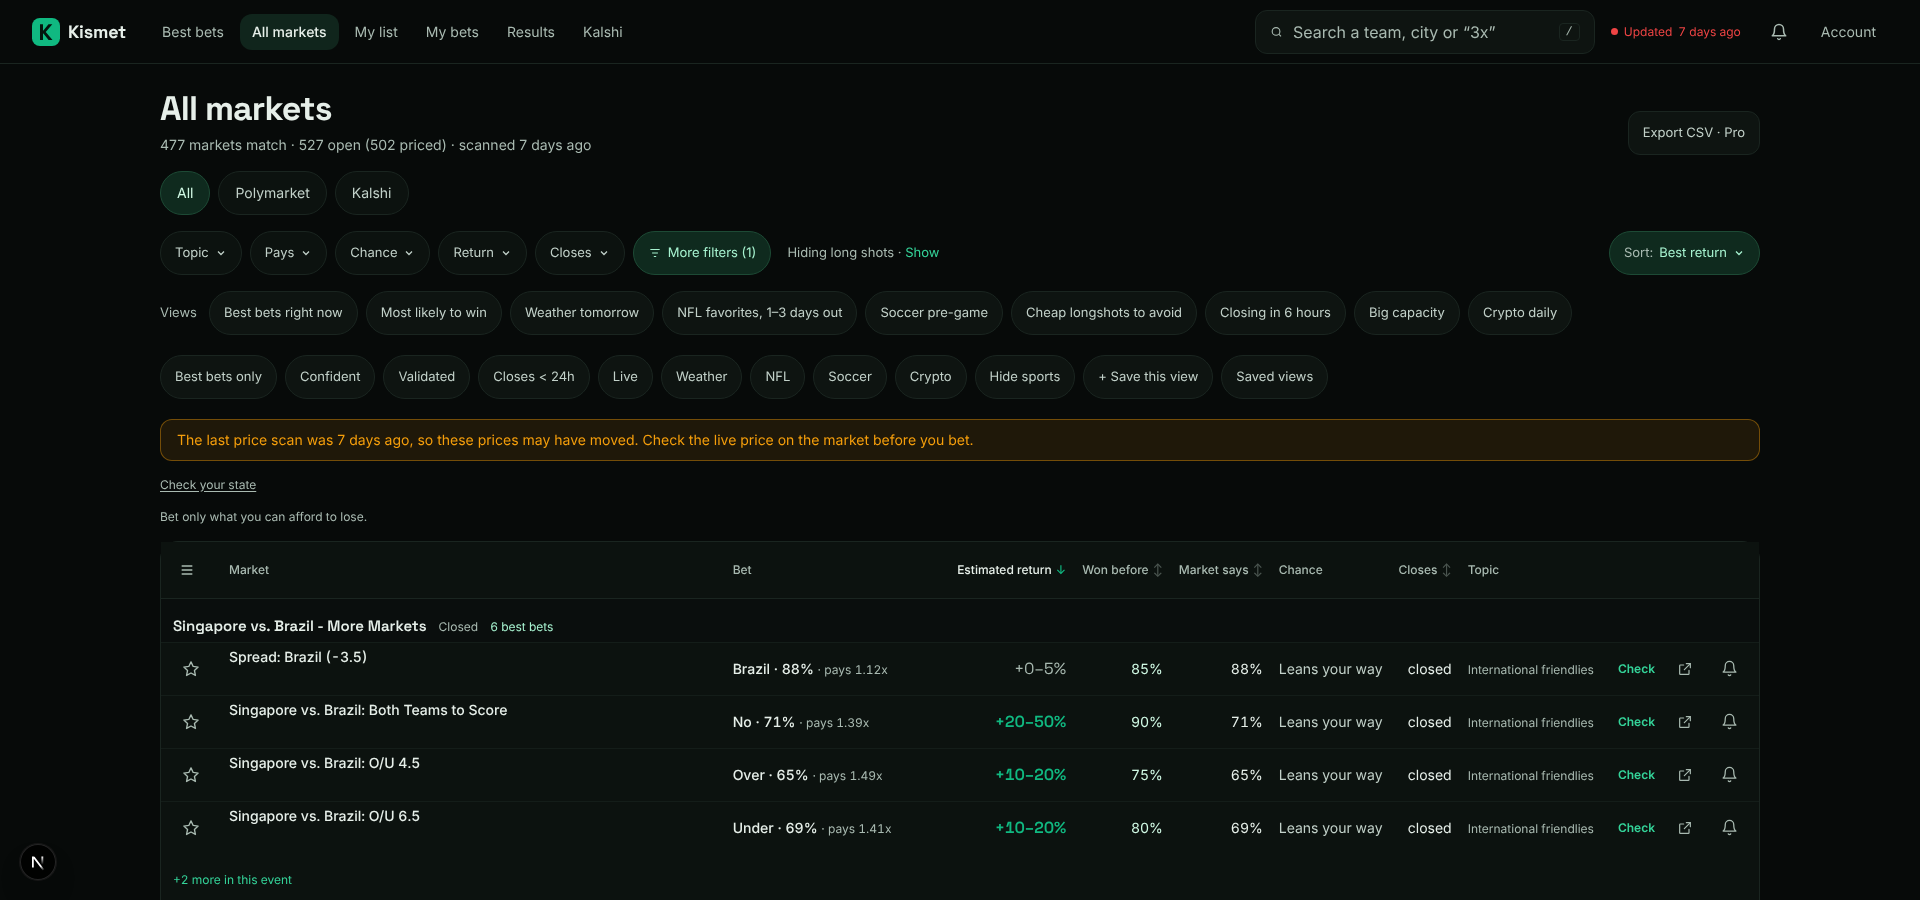 K Kismet Best bets All markets My list My bets Results Kalshi Search a team, city or “3x” / Updated 7 days ago Account
All markets
477 markets match · 527 open (502 priced) · scanned 7 days ago
Export CSV · Pro
All Polymarket Kalshi
Topic Pays Chance Return Closes More filters (1) Hiding long shots · Show Sort: Best return
Views Best bets right now Most likely to win Weather tomorrow NFL favorites, 1–3 days out Soccer pre-game Cheap longshots to avoid Closing in 6 hours Big capacity Crypto daily
Best bets only Confident Validated Closes < 24h Live Weather NFL Soccer Crypto Hide sports + Save this view Saved views
The last price scan was 7 days ago, so these prices may have moved. Check the live price on the market before you bet.
Check your state
Bet only what you can afford to lose.
Market Bet Estimated return ↓ Won before Market says Chance Closes Topic
Singapore vs. Brazil - More Markets Closed 6 best bets
Spread: Brazil (-3.5) Brazil · 88% · pays 1.12x +0–5% 85% 88% Leans your way closed International friendlies Check
Singapore vs. Brazil: Both Teams to Score No · 71% · pays 1.39x +20–50% 90% 71% Leans your way closed International friendlies Check
Singapore vs. Brazil: O/U 4.5 Over · 65% · pays 1.49x +10–20% 75% 65% Leans your way closed International friendlies Check
Singapore vs. Brazil: O/U 6.5 Under · 69% · pays 1.41x +10–20% 80% 69% Leans your way closed International friendlies Check
N
+2 more in this event